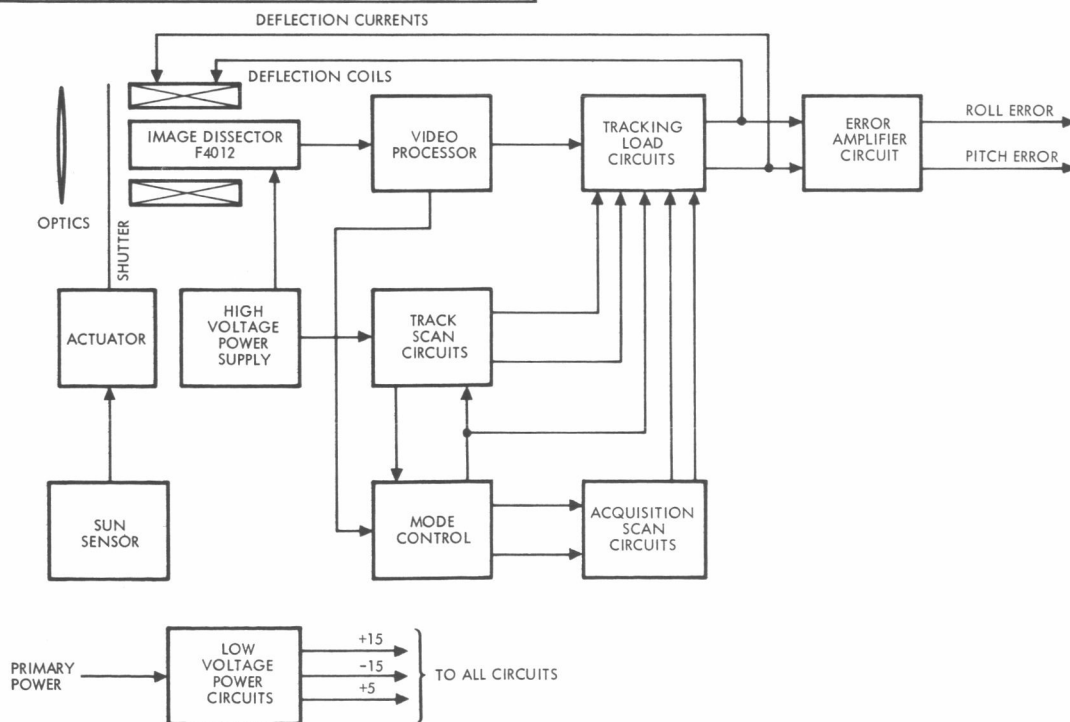 DEFLECTION CURRENTS
DEFLECTION COILS
IMAGE DISSECTOR
F4012
VIDEO
PROCESSOR
TRACKING
LOAD
CIRCUITS
ERROR
AMPLIFIER
CIRCUIT
ROLL ERROR
PITCH ERROR
OPTICS
SHUTTER
ACTUATOR
HIGH
VOLTAGE
POWER
SUPPLY
TRACK
SCAN
CIRCUITS
SUN
SENSOR
MODE
CONTROL
ACQUISITION
SCAN
CIRCUITS
PRIMARY
POWER
LOW
VOLTAGE
POWER
CIRCUITS
+15
-15
+5
TO ALL CIRCUITS